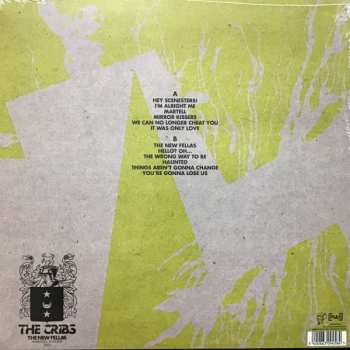 A
HEY SCENESTERS!
I'M ALRIGHT ME
MARTELL
MIRROR KISSERS
WE CAN NO LONGER CHEAT YOU
IT WAS ONLY LOVE
B
THE NEW FELLAS
HELLO? OH...
THE WRONG WAY TO BE
HAUNTED
THINGS AREN'T GONNA CHANGE
YOU'RE GONNA LOSE US
THE CRIBS
THE NEW FELLAS